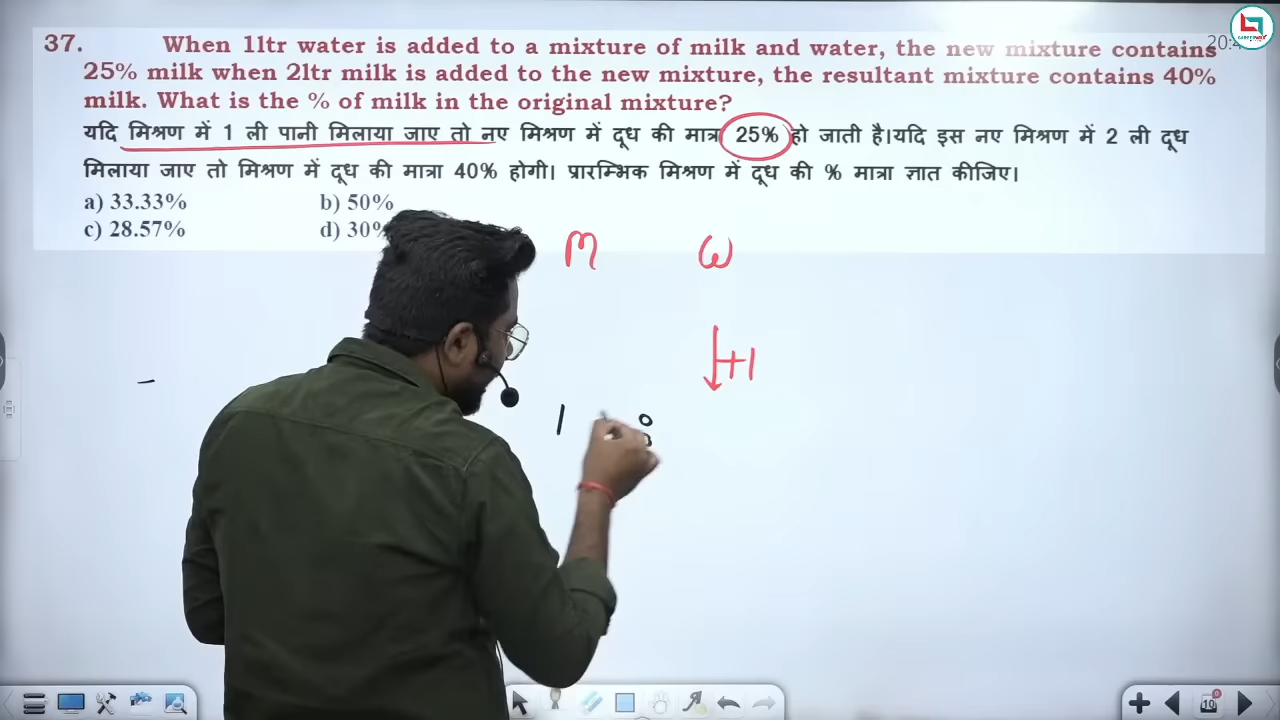 37. When 1ltr water is added to a mixture of milk and water, the new mixture contains
25% milk when 2ltr milk is added to the new mixture, the resultant mixture contains 40%
milk. What is the % of milk in the original mixture?
यदि मिश्रण में 1 ली पानी मिलाया जाए तो नए मिश्रण में दूध की मात्रा 25% हो जाती है।यदि इस नए मिश्रण में 2 ली दूध
मिलाया जाए तो मिश्रण में दूध की मात्रा 40% होगी। प्रारम्भिक मिश्रण में दूध की % मात्रा ज्ञात कीजिए।
a) 33.33% b) 50%
c) 28.57% d) 30%
M W
+1
1 :